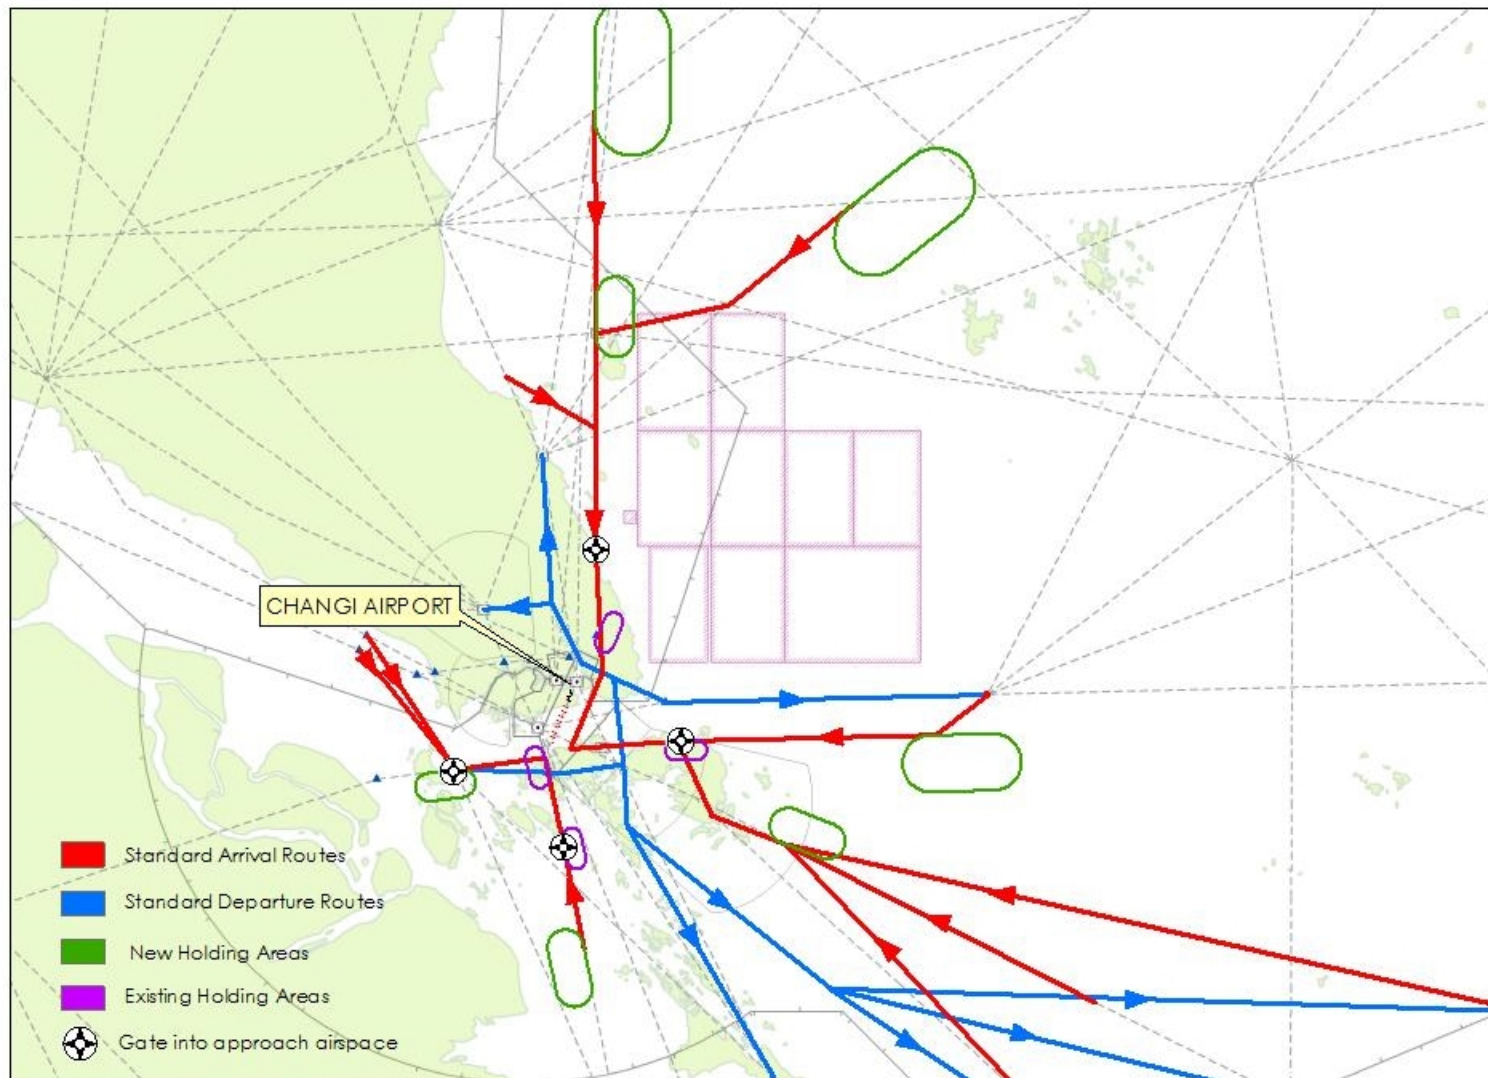 CHANGI AIRPORT
Standard Arrival Routes
Standard Departure Routes
New Holding Areas
Existing Holding Areas
Gate into approach airspace